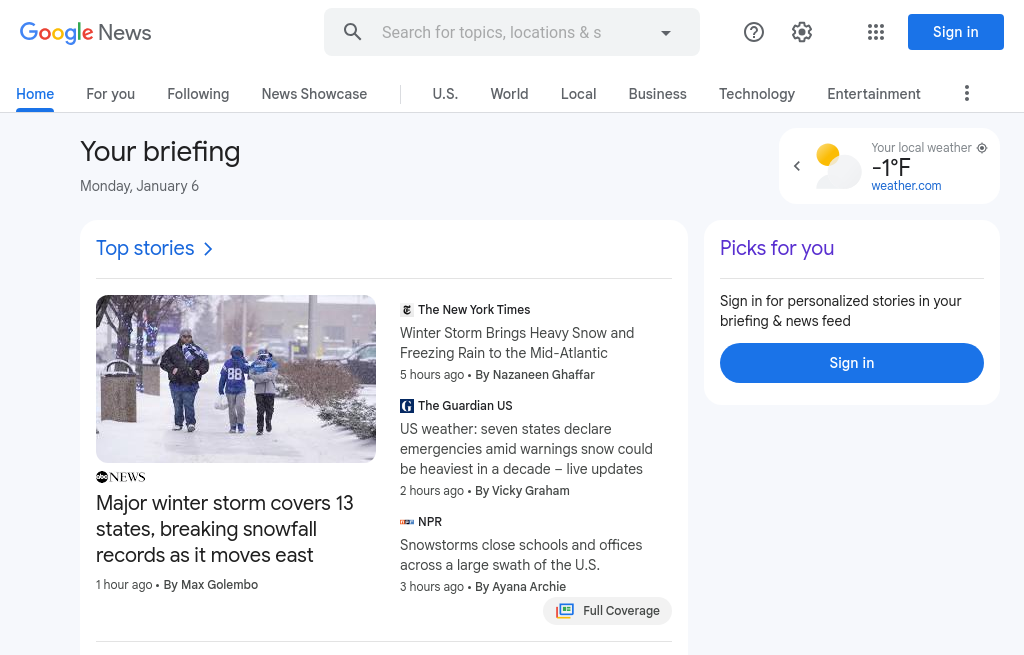 Google News
Search for topics, locations & s
Sign in
Home
For you
Following
News Showcase
U.S.
World
Local
Business
Technology
Entertainment
Your briefing
Monday, January 6
Your local weather
-1°F
weather.com
Top stories
Picks for you
Sign in for personalized stories in your
briefing & news feed
Sign in
88
abc NEWS
Major winter storm covers 13
states, breaking snowfall
records as it moves east
1 hour ago • By Max Golembo
The New York Times
Winter Storm Brings Heavy Snow and
Freezing Rain to the Mid-Atlantic
5 hours ago • By Nazaneen Ghaffar
The Guardian US
US weather: seven states declare
emergencies amid warnings snow could
be heaviest in a decade – live updates
2 hours ago • By Vicky Graham
NPR
Snowstorms close schools and offices
across a large swath of the U.S.
3 hours ago • By Ayana Archie
Full Coverage